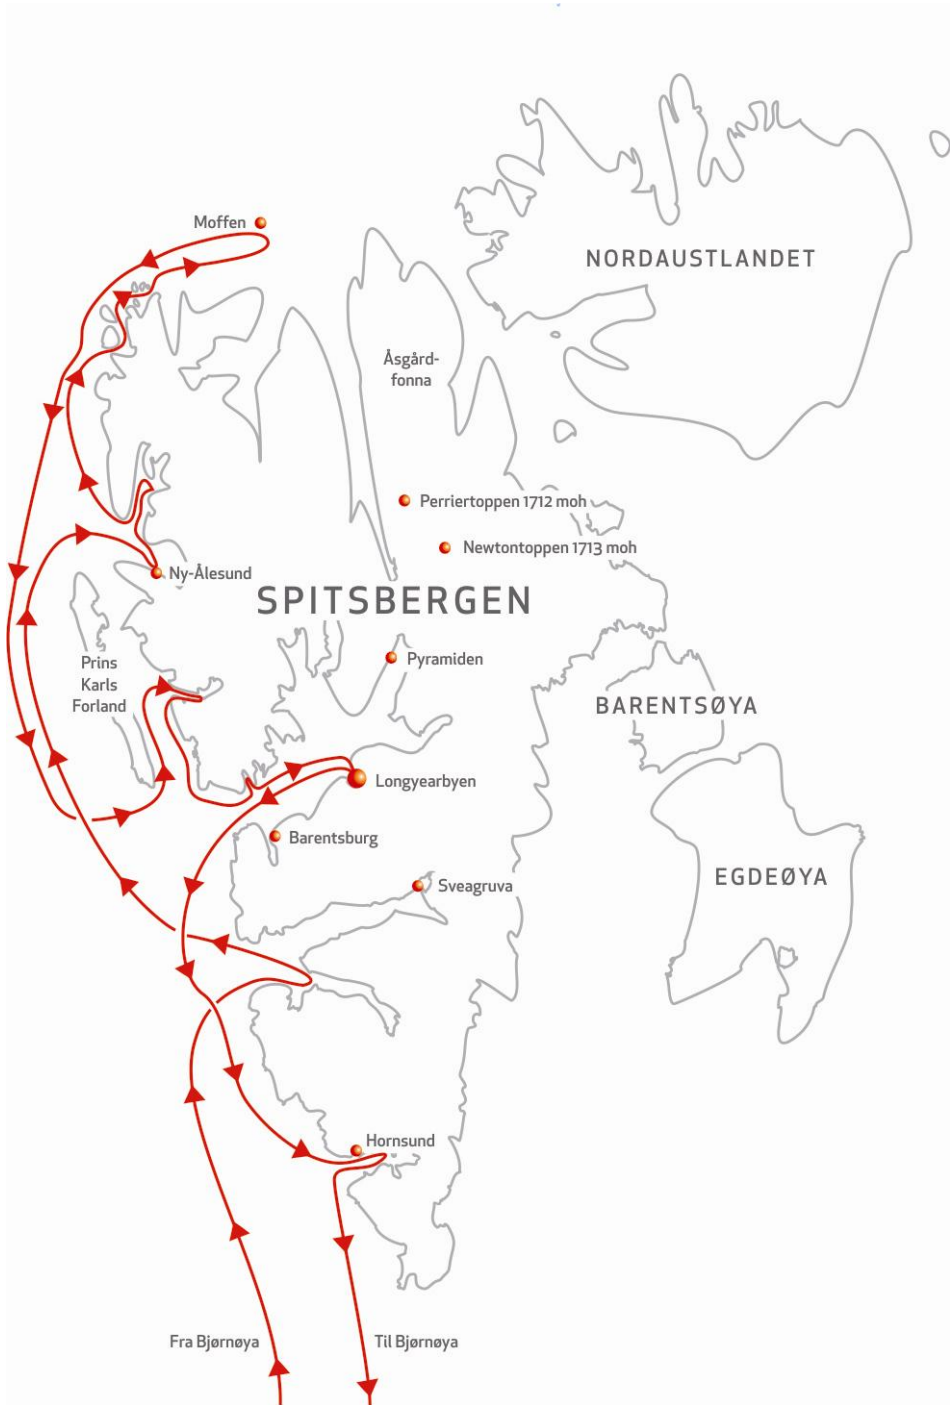 Moffen
NORDAUSTLANDET
Åsgård-
fonna
Perriertoppen 1712 moh
Newtontoppen 1713 moh
Ny-Ålesund
SPITSBERGEN
Prins
Karls
Forland
Pyramiden
BARENTSØYA
Longyearbyen
Barentsburg
EGDEØYA
Sveagruva
Hornsund
Fra Bjørnøya
Til Bjørnøya